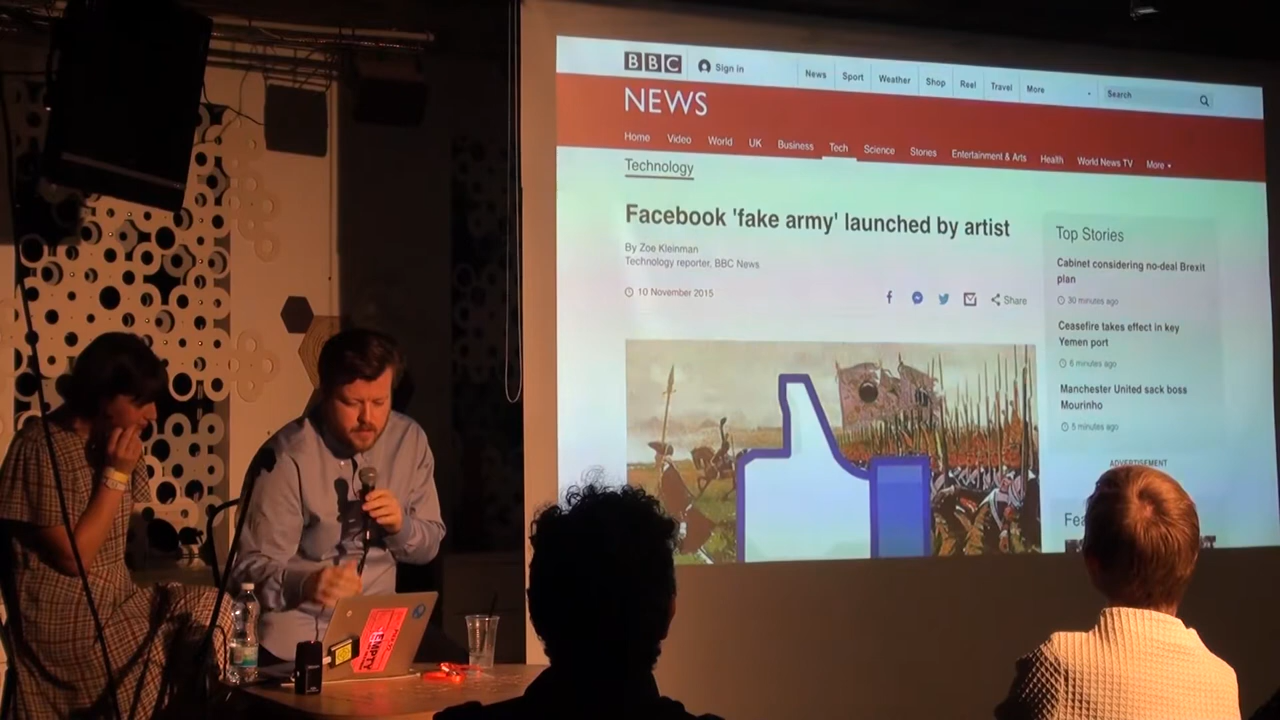 BBC
Sign in
News
Sport
Weather
Shop
Reel
Travel
More
Search
NEWS
Home
Video
World
UK
Business
Tech
Science
Stories
Entertainment & Arts
Health
World News TV
More
Technology
Facebook 'fake army' launched by artist
By Zoe Kleinman
Technology reporter, BBC News
10 November 2015
Share
Top Stories
Cabinet considering no-deal Brexit
plan
30 minutes ago
Ceasefire takes effect in key
Yemen port
6 minutes ago
Manchester United sack boss
Mourinho
5 minutes ago
ADVERTISEMENT
EMPTY